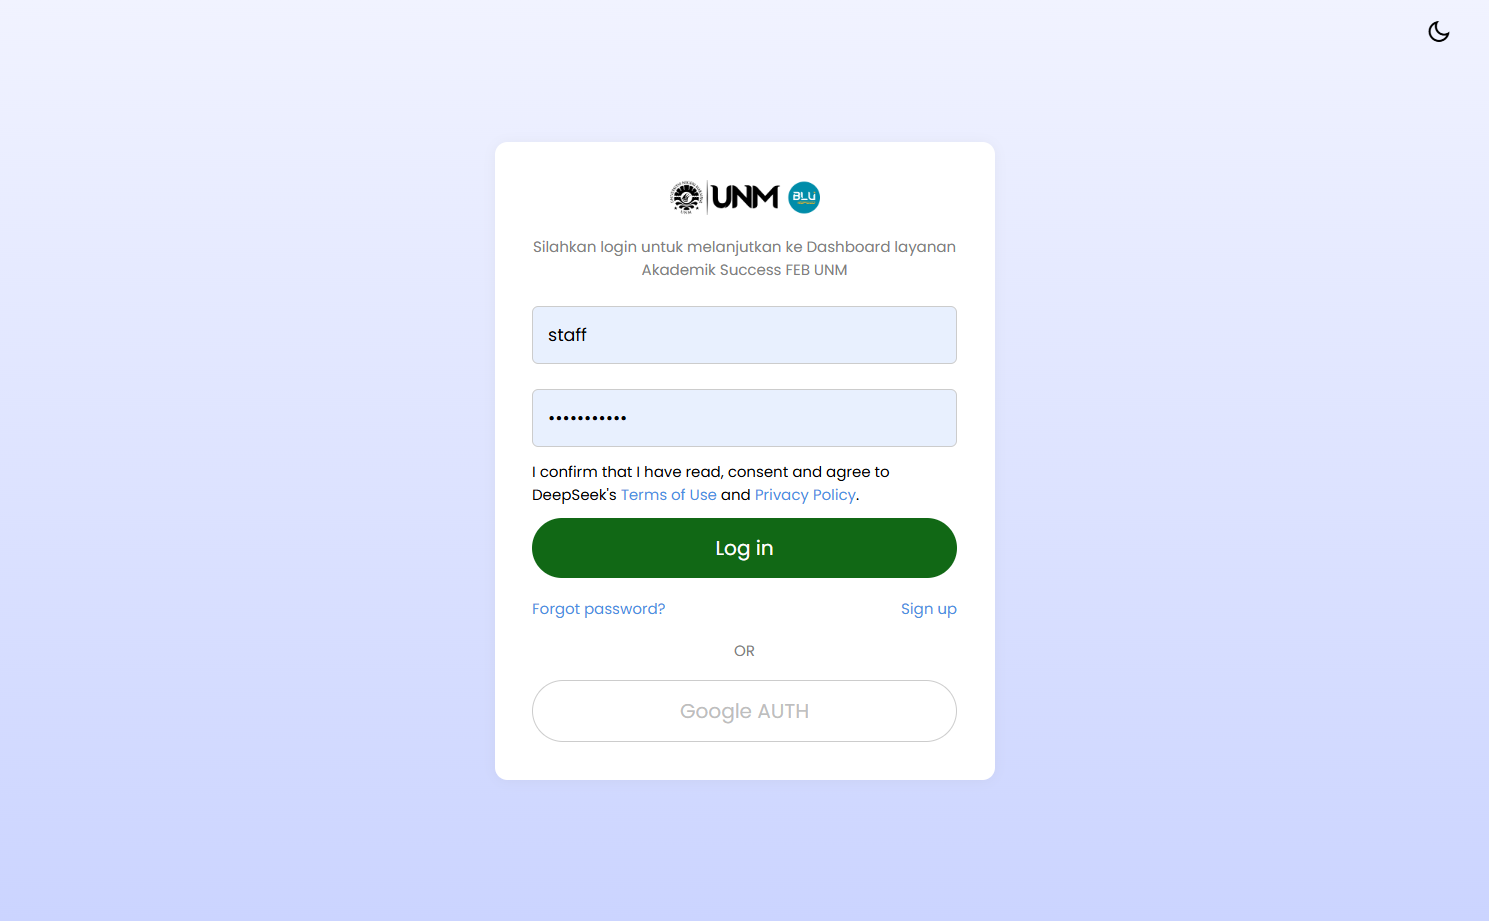 UNM
BLU
Silahkan login untuk melanjutkan ke Dashboard layanan
Akademik Success FEB UNM
staff
•••••••••••
I confirm that I have read, consent and agree to
DeepSeek's Terms of Use and Privacy Policy.
Log in
Forgot password?
Sign up
OR
Google AUTH